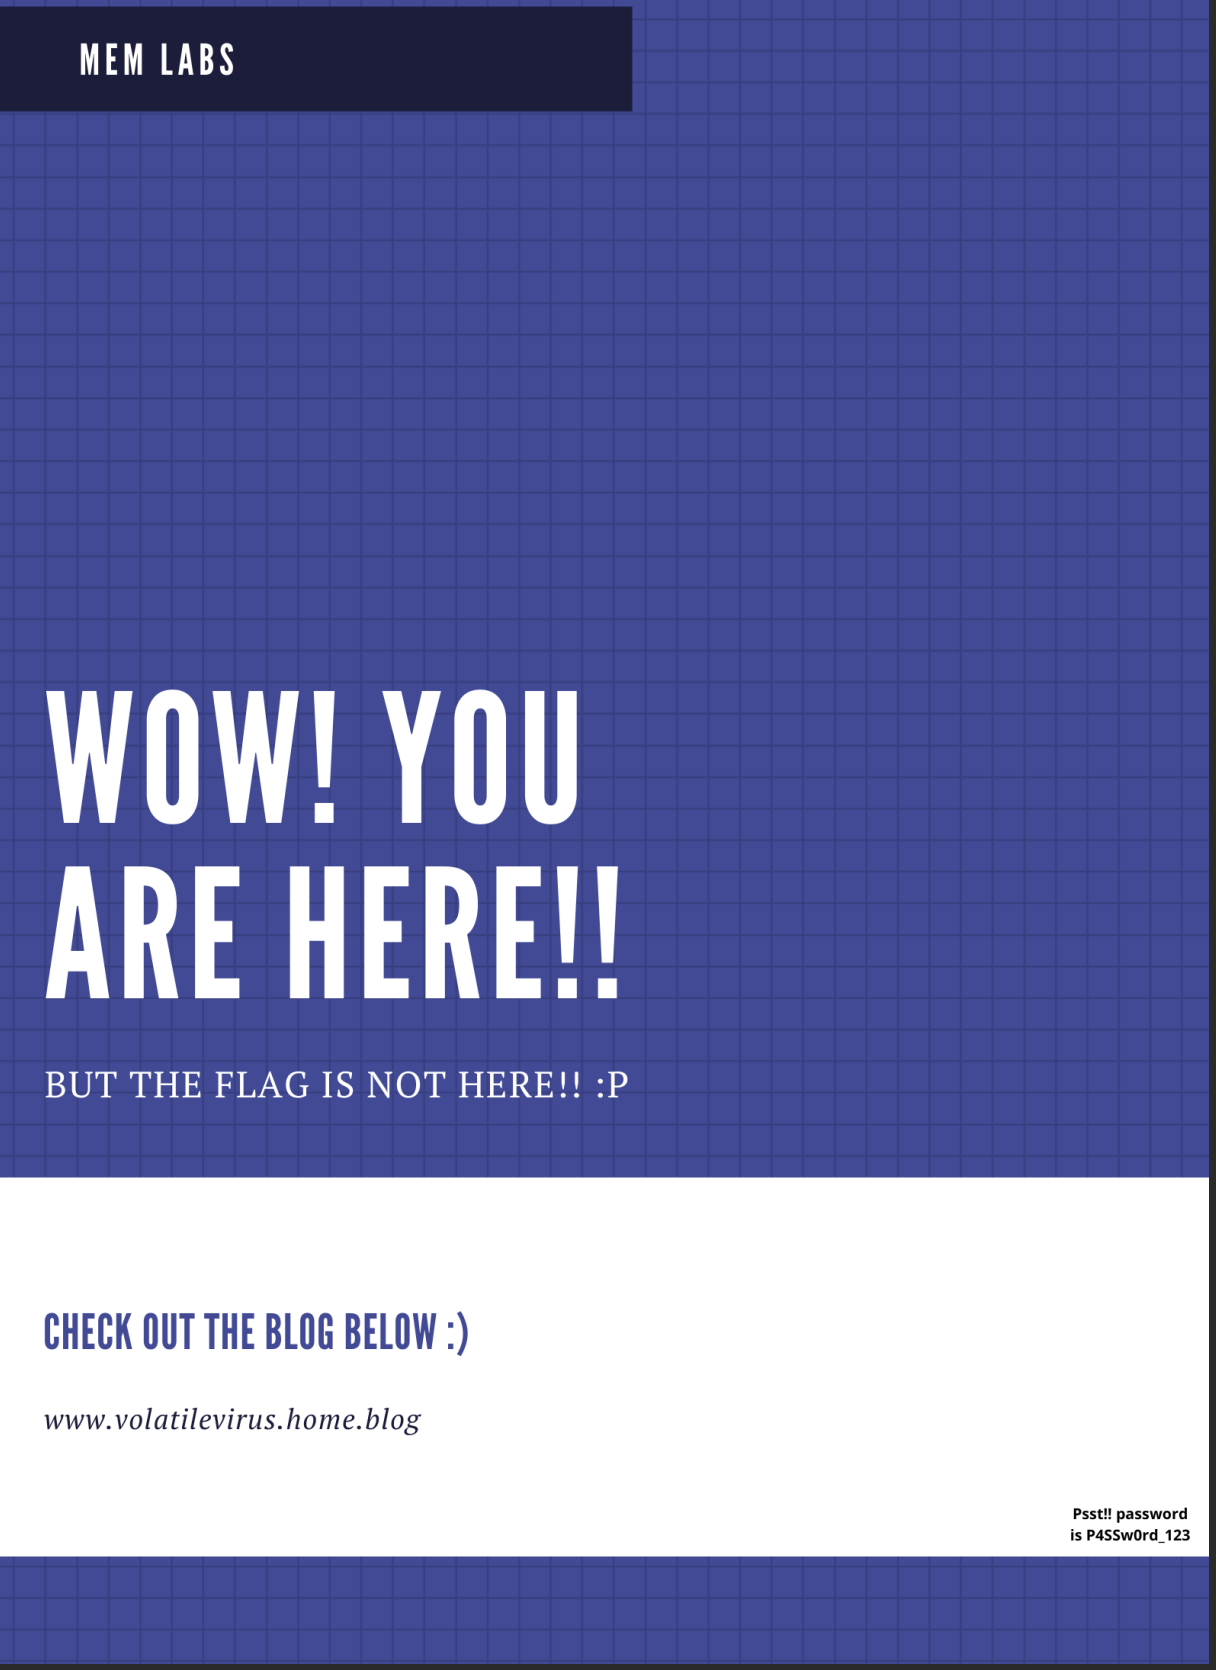 MEM LABS
WOW! YOU
ARE HERE!!
BUT THE FLAG IS NOT HERE!! :P
CHECK OUT THE BLOG BELOW :)
www.volatilevirus.home.blog
Psst!! password
is P4SSw0rd_123